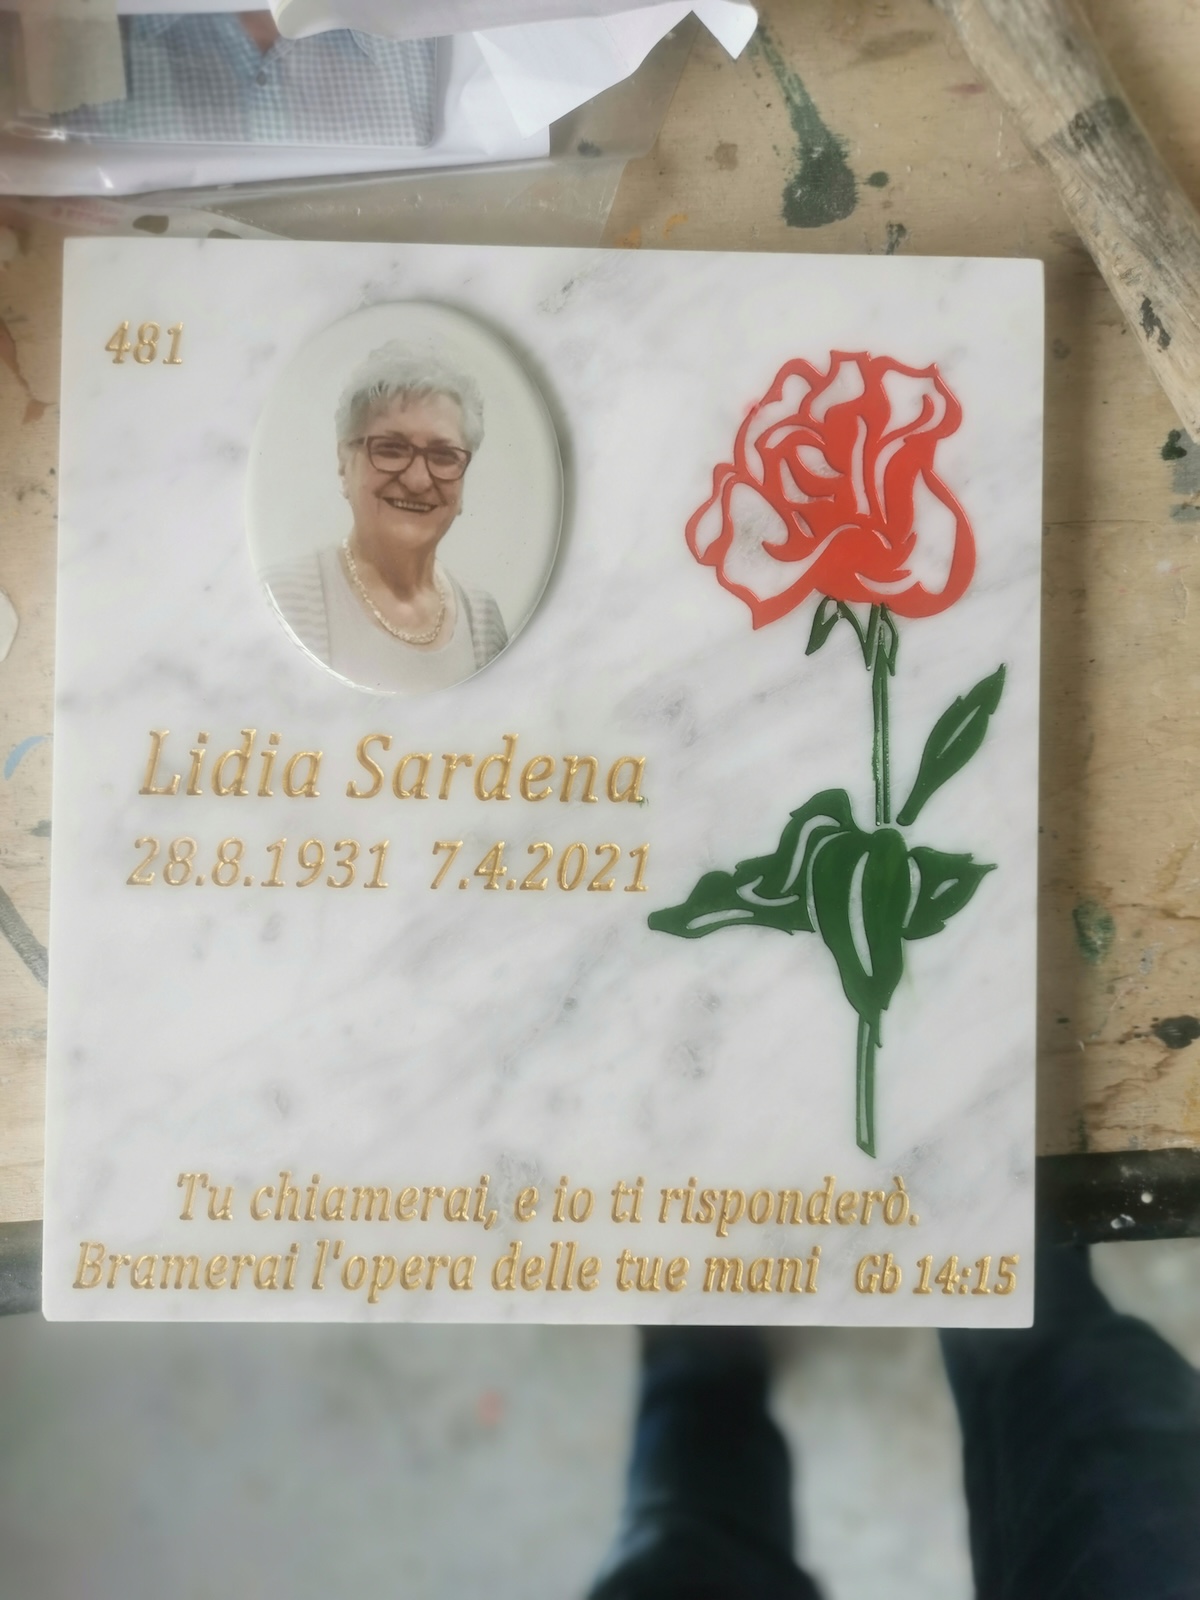 481
Lidia Sardena
28.8.1931 7.4.2021
Tu chiamerai, e io ti risponderò.
Bramerai l'opera delle tue mani Gb 14:15